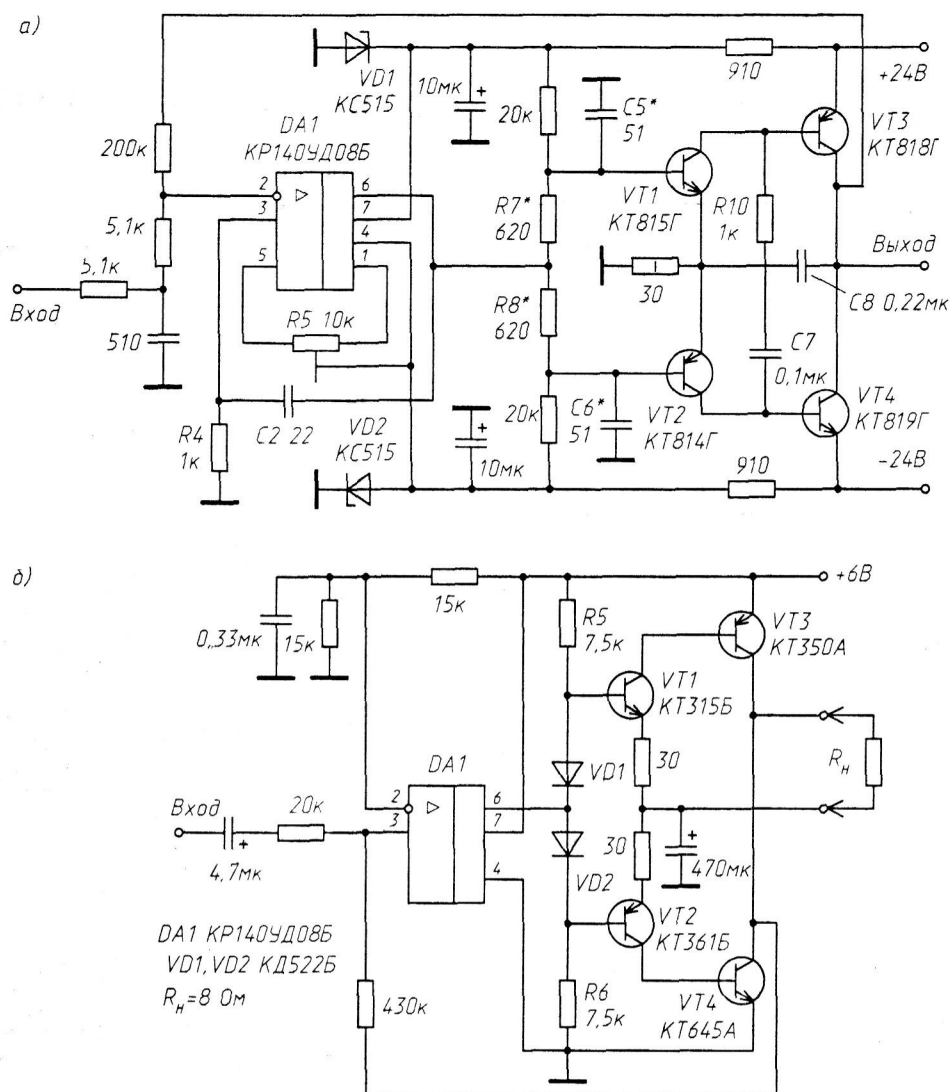 а)
VD1
КС515
10мк
+
20к
С5*
51
910
+24В
VT3
КТ818Г
200к
DA1
КР140УД08Б
2
3
5
6
7
4
1
VT1
КТ815Г
R10
1к
R7*
620
5,1к
5,1к
Вход
510
R5 10к
30
Выход
С8 0,22мк
R8*
620
С7
0,1мк
R4
1к
С2 22
VD2
КС515
+
10мк
20к
С6*
51
VT2
КТ814Г
VT4
КТ819Г
910
-24В
б)
0,33мк
15к
15к
+6В
R5
7,5к
VT3
КТ350А
VT1
КТ315Б
30
VD1
Rн
DA1
2
3
6
7
4
Вход
4,7мк
+
20к
30
+
470мк
VD2
VT2
КТ361Б
DA1 КР140УД08Б
VD1,VD2 КД522Б
Rн=8 Ом
430к
R6
7,5к
VT4
КТ645А